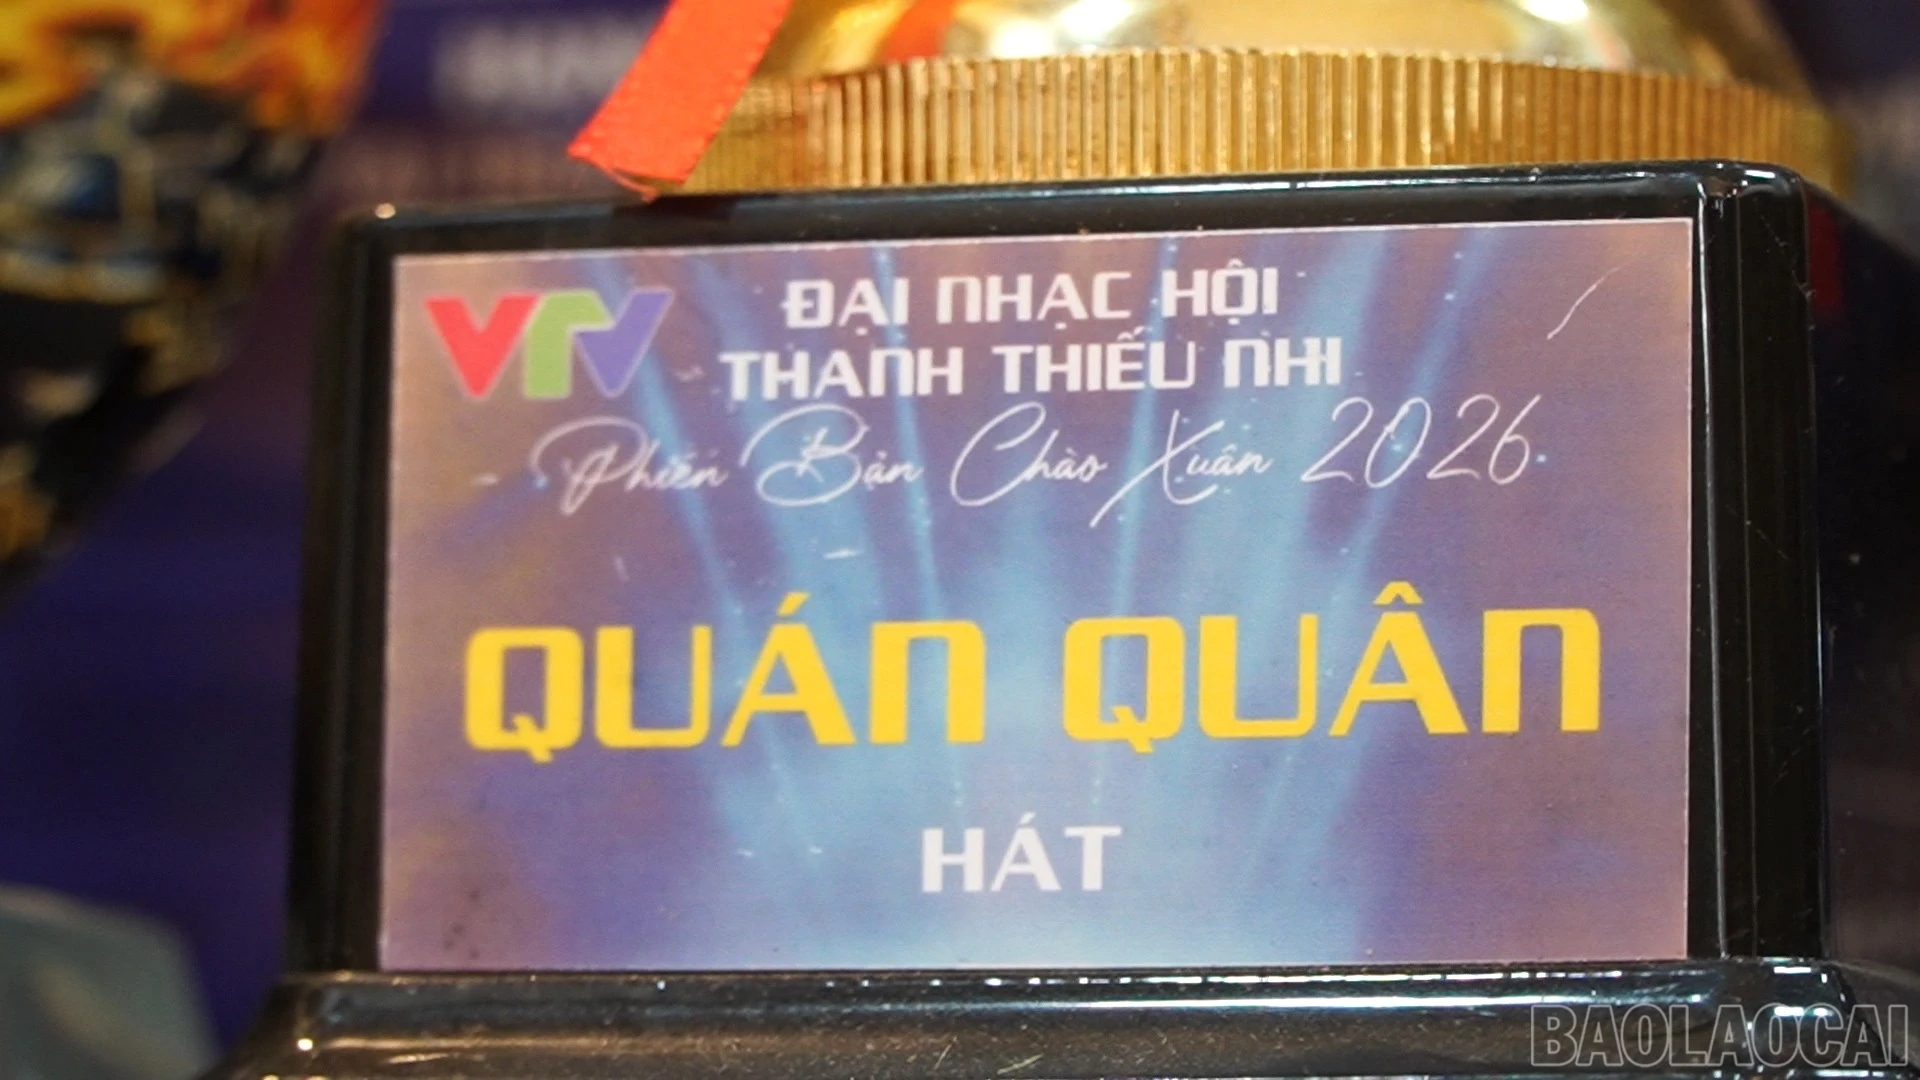 VTV
ĐẠI NHẠC HỘI
THANH THIẾU NHI
Phiên Bản Chào Xuân 2026
QUÁN QUÂN
HÁT
BAOLAOCAI